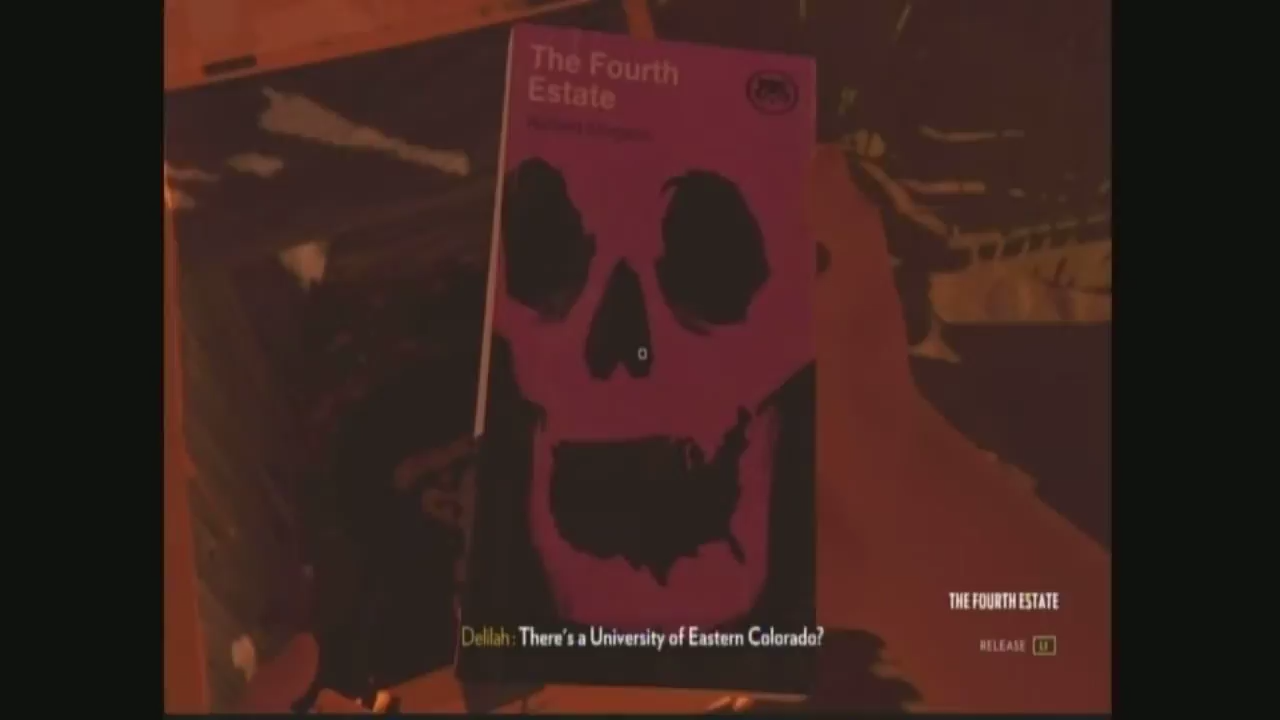 The Fourth
Estate
THE FOURTH ESTATE
RELEASE
Delilah: There's a University of Eastern Colorado?